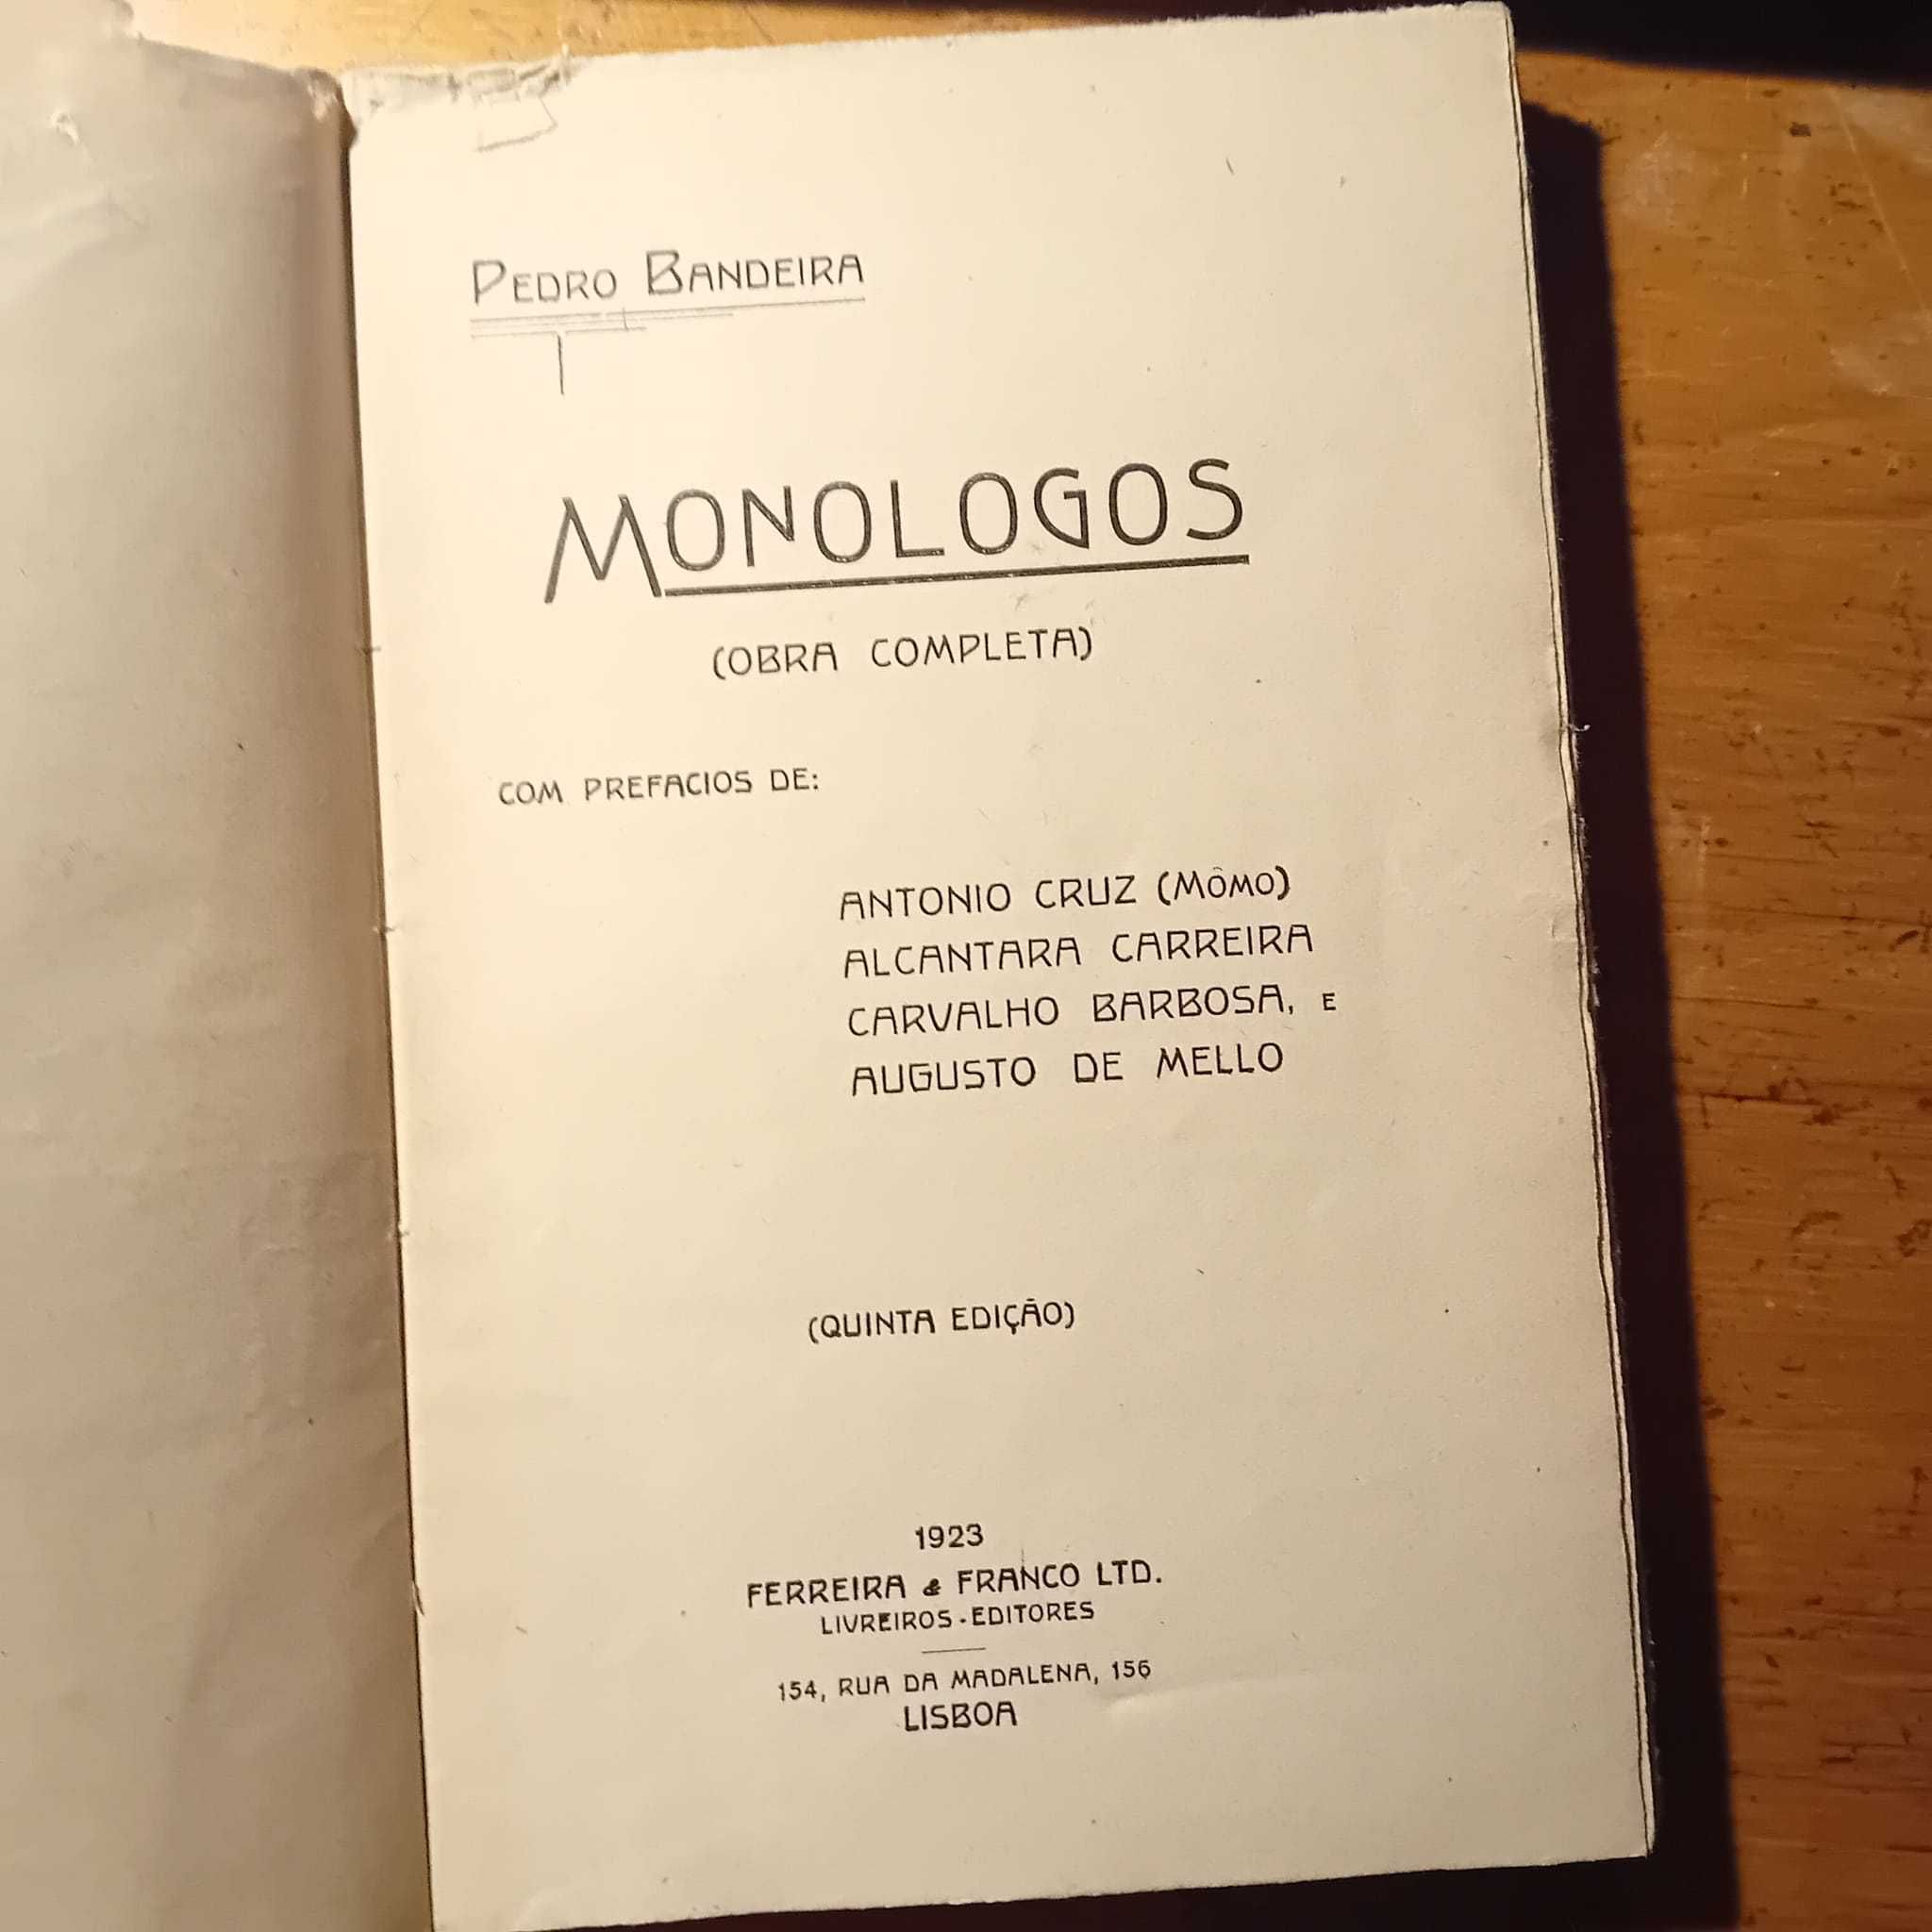 PEDRO BANDEIRA
MONOLOGOS
(OBRA COMPLETA)
COM PREFACIOS DE:
ANTONIO CRUZ (MÔMO)
ALCANTARA CARREIRA
CARVALHO BARBOSA, E
AUGUSTO DE MELLO
(QUINTA EDIÇÃO)
1923
FERREIRA & FRANCO LTD.
LIVREIROS-EDITORES
154, RUA DA MADALENA, 156
LISBOA